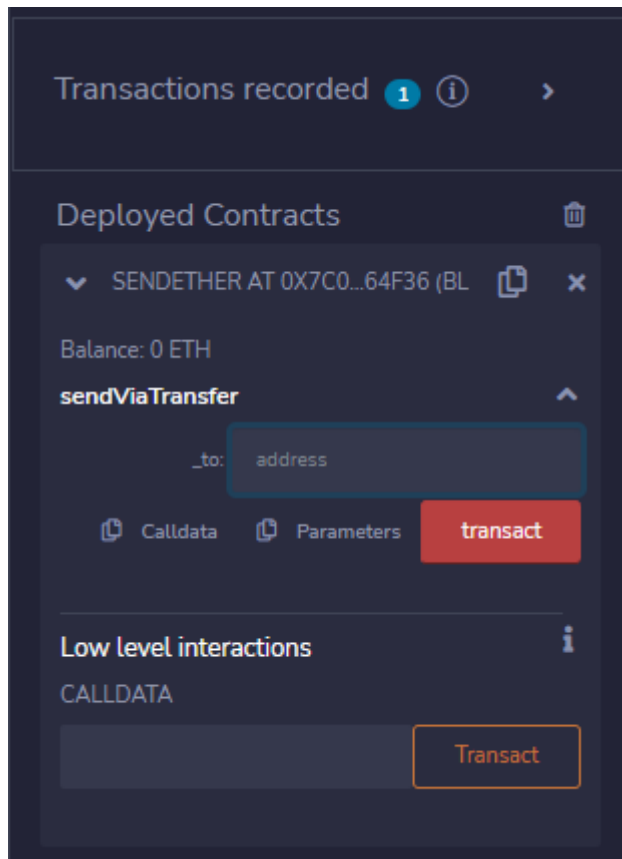 Transactions recorded 1 i
Deployed Contracts
SENDETHER AT 0X7C0...64F36 (BL
Balance: 0 ETH
sendViaTransfer
_to: address
Calldata Parameters transact
Low level interactions i
CALLDATA
Transact